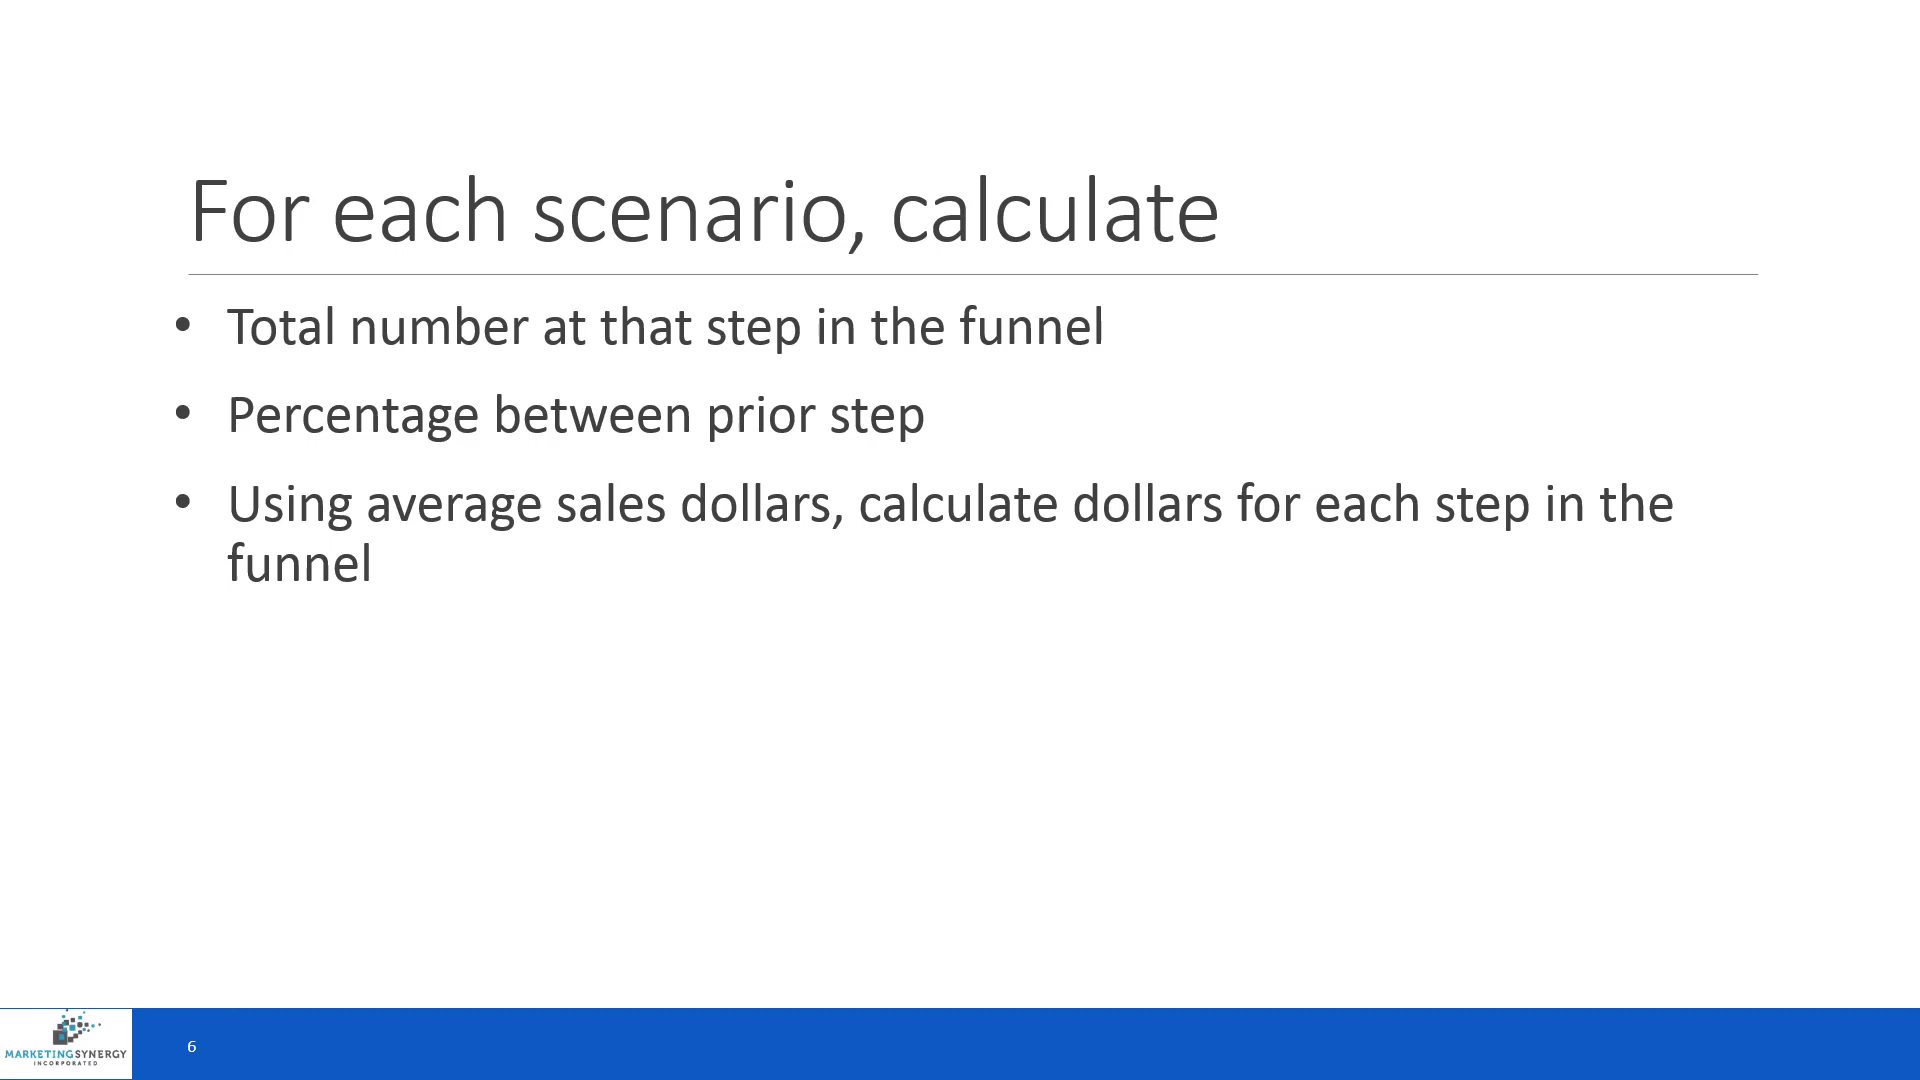 For each scenario, calculate
• Total number at that step in the funnel
• Percentage between prior step
• Using average sales dollars, calculate dollars for each step in the
funnel
MARKETINGSYNERGY
INCORPORATED
6